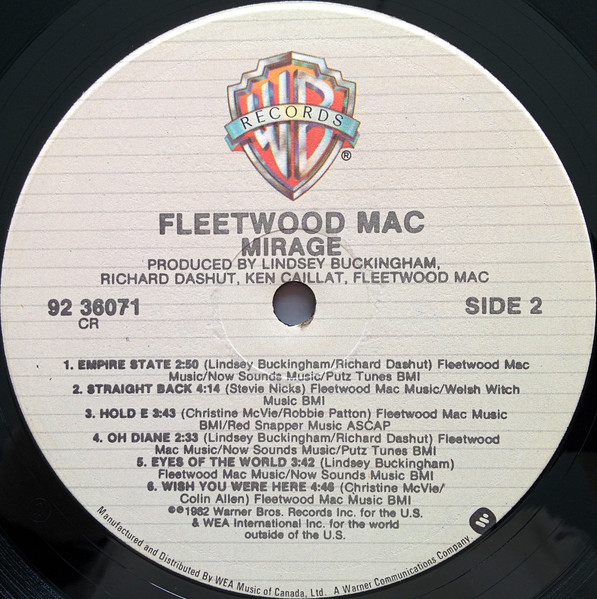 WB
RECORDS
®
FLEETWOOD MAC
MIRAGE
PRODUCED BY LINDSEY BUCKINGHAM,
RICHARD DASHUT, KEN CAILLAT, FLEETWOOD MAC
92 36071
CR
SIDE 2
1. EMPIRE STATE 2:50 (Lindsey Buckingham/Richard Dashut) Fleetwood Mac
Music/Now Sounds Music/Putz Tunes BMI
2. STRAIGHT BACK 4:14 (Stevie Nicks) Fleetwood Mac Music/Welsh Witch
Music BMI
3. HOLD E 3:43 (Christine McVie/Robbie Patton) Fleetwood Mac Music
BMI/Red Snapper Music ASCAP
4. OH DIANE 2:33 (Lindsey Buckingham/Richard Dashut) Fleetwood
Mac Music/Now Sounds Music/Putz Tunes BMI
5. EYES OF THE WORLD 3:42 (Lindsey Buckingham)
Fleetwood Mac Music/Now Sounds Music BMI
6. WISH YOU WERE HERE 4:46 (Christine McVie/
Colin Allen) Fleetwood Mac Music BMI
℗©1982 Warner Bros. Records Inc. for the U.S.
& WEA International Inc. for the world
outside of the U.S.
Manufactured and Distributed By WEA Music of Canada, Ltd. A Warner Communications Company